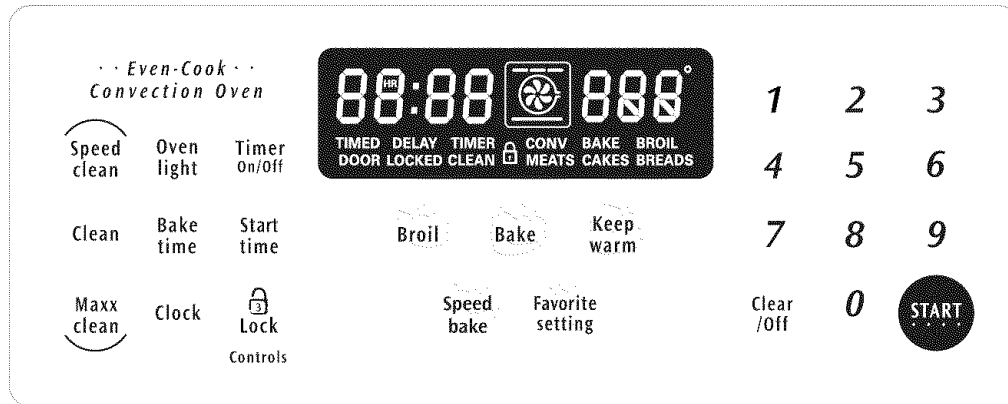 · · Even-Cook · ·
Convection Oven
Speed
clean
Oven
light
Timer
On/Off
Clean
Bake
time
Start
time
Maxx
clean
Clock
3
Lock
Controls
88:88 888°
HR
TIMED DELAY TIMER CONV BAKE BROIL
DOOR LOCKED CLEAN MEATS CAKES BREADS
Broil
Bake
Keep
warm
Speed
bake
Favorite
setting
1 2 3
4 5 6
7 8 9
Clear
/Off
0
START